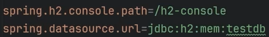 spring.h2.console.path=/h2-console
spring.datasource.url=jdbc:h2:mem:testdb